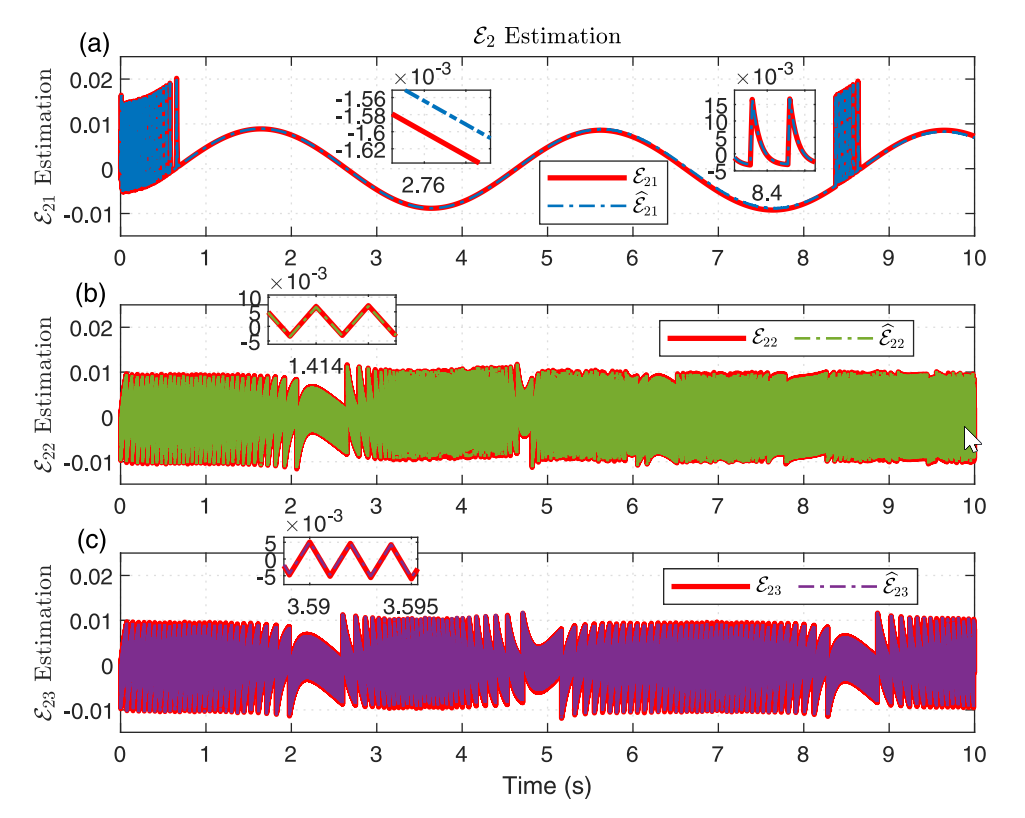 ℰ₂ Estimation
(a)
ℰ₂₁ Estimation
0.02
0.01
0
-0.01
0 1 2 3 4 5 6 7 8 9 10
×10⁻³
-1.56
-1.58
-1.6
-1.62
2.76
×10⁻³
15
10
5
0
-5
8.4
ℰ₂₁
ℰ̂₂₁
(b)
ℰ₂₂ Estimation
0.02
0.01
0
-0.01
0 1 2 3 4 5 6 7 8 9 10
×10⁻³
10
5
0
-5
1.414
ℰ₂₂ ℰ̂₂₂
(c)
ℰ₂₃ Estimation
0.02
0.01
0
-0.01
0 1 2 3 4 5 6 7 8 9 10
×10⁻³
5
0
-5
3.59 3.595
ℰ₂₃ ℰ̂₂₃
Time (s)